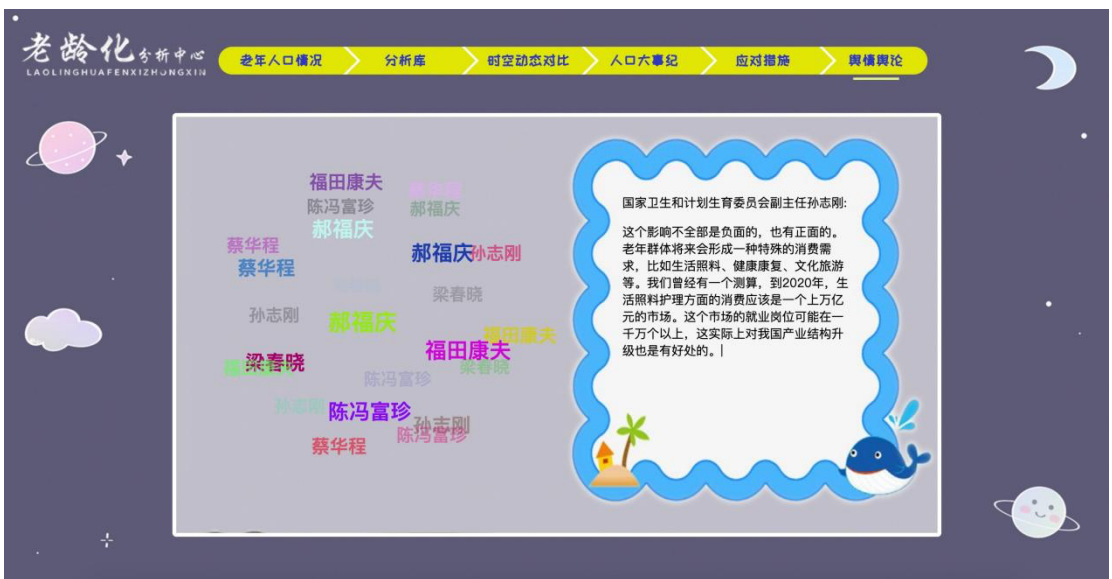 老龄化分析中心
LAOLINGHUAFENXIZHONGXIN
老年人口情况
分析库
时空动态对比
人口大事纪
应对措施
舆情舆论
福田康夫
陈冯富珍
郝福庆
郝福庆
蔡华程
蔡华程
郝福庆
孙志刚
梁春晓
孙志刚
郝福庆
福田康夫
福田康夫
梁春晓
梁春晓
陈冯富珍
孙志刚
陈冯富珍
孙志刚
陈冯富珍
蔡华程
国家卫生和计划生育委员会副主任孙志刚:
这个影响不全部是负面的，也有正面的。
老年群体将来会形成一种特殊的消费需
求，比如生活照料、健康康复、文化旅游
等。我们曾经有一个测算，到2020年，生
活照料护理方面的消费应该是一个上万亿
元的市场。这个市场的就业岗位可能在一
千万个以上，这实际上对我国产业结构升
级也是有好处的。|